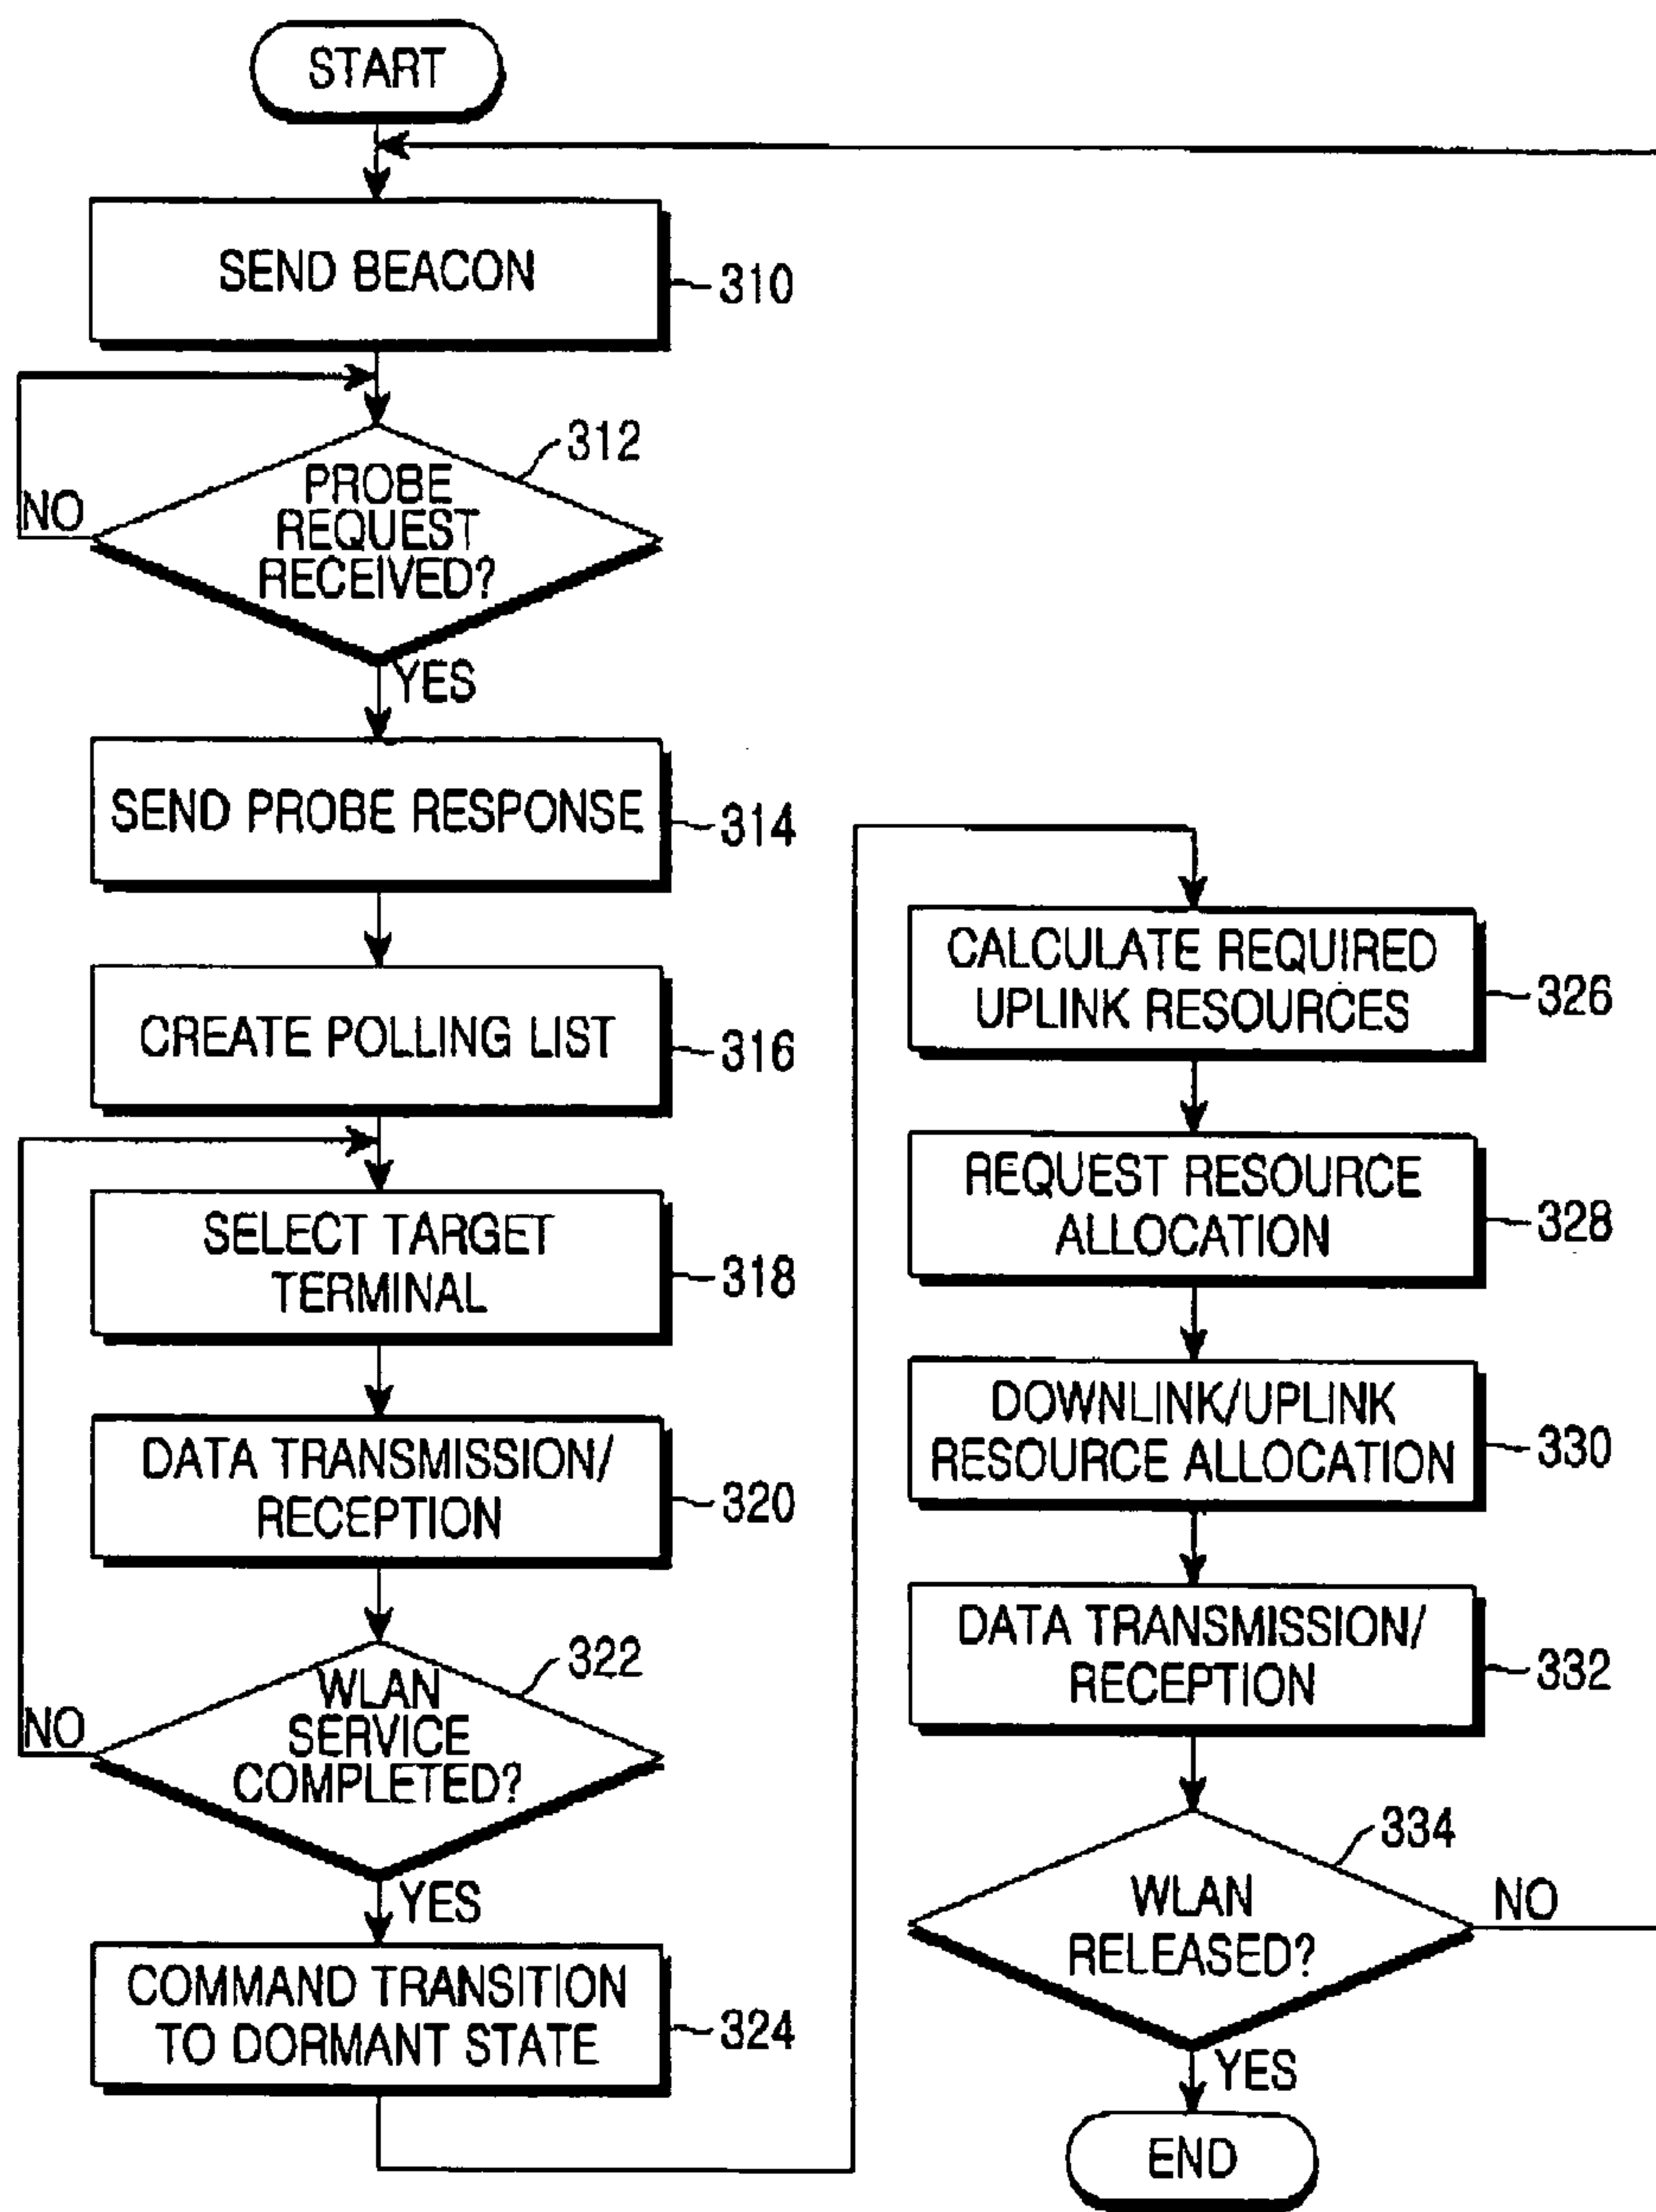 START
SEND BEACON
310
312
PROBE
REQUEST
RECEIVED?
NO
YES
SEND PROBE RESPONSE
314
CREATE POLLING LIST
316
SELECT TARGET
TERMINAL
318
DATA TRANSMISSION/
RECEPTION
320
322
WLAN
SERVICE
COMPLETED?
NO
YES
COMMAND TRANSITION
TO DORMANT STATE
324
CALCULATE REQUIRED
UPLINK RESOURCES
326
REQUEST RESOURCE
ALLOCATION
328
DOWNLINK/UPLINK
RESOURCE ALLOCATION
330
DATA TRANSMISSION/
RECEPTION
332
334
WLAN
RELEASED?
NO
YES
END